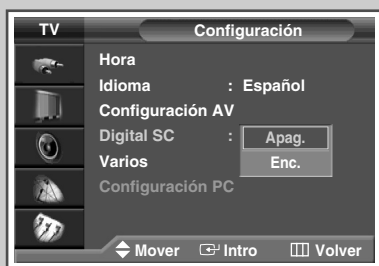 TV Configuración
Hora
Idioma : Español
Configuración AV
Digital SC : Apag.
Varios Enc.
Configuración PC
Mover Intro Volver